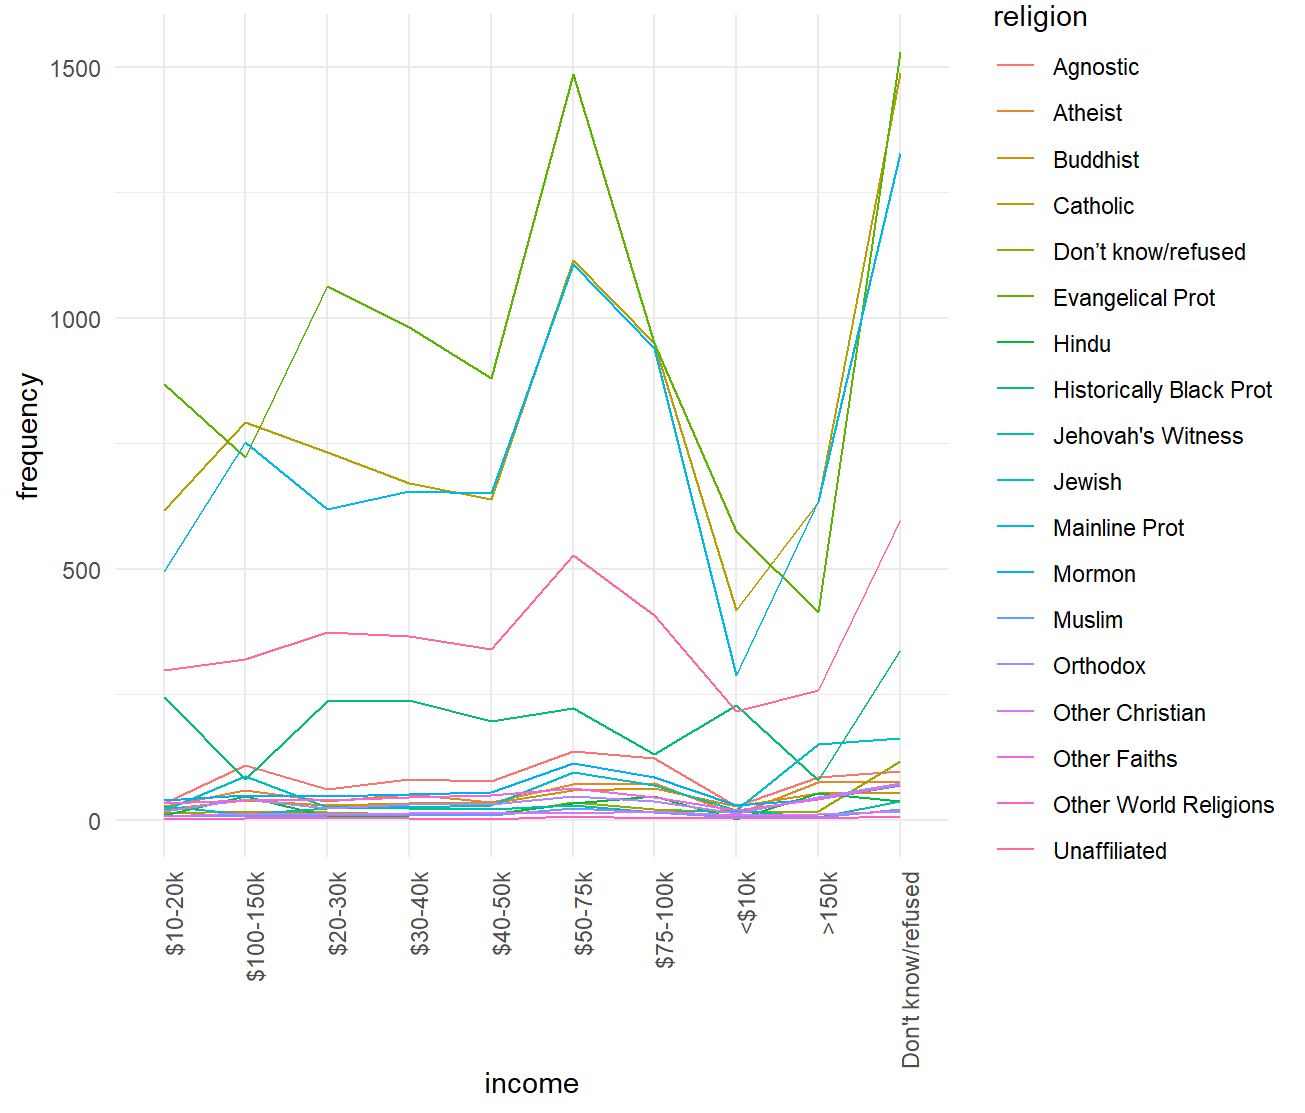 religion
Agnostic
Atheist
Buddhist
Catholic
Don’t know/refused
Evangelical Prot
Hindu
Historically Black Prot
Jehovah's Witness
Jewish
Mainline Prot
Mormon
Muslim
Orthodox
Other Christian
Other Faiths
Other World Religions
Unaffiliated
frequency
1500
1000
500
0
$10-20k
$100-150k
$20-30k
$30-40k
$40-50k
$50-75k
$75-100k
<$10k
>150k
Don't know/refused
income